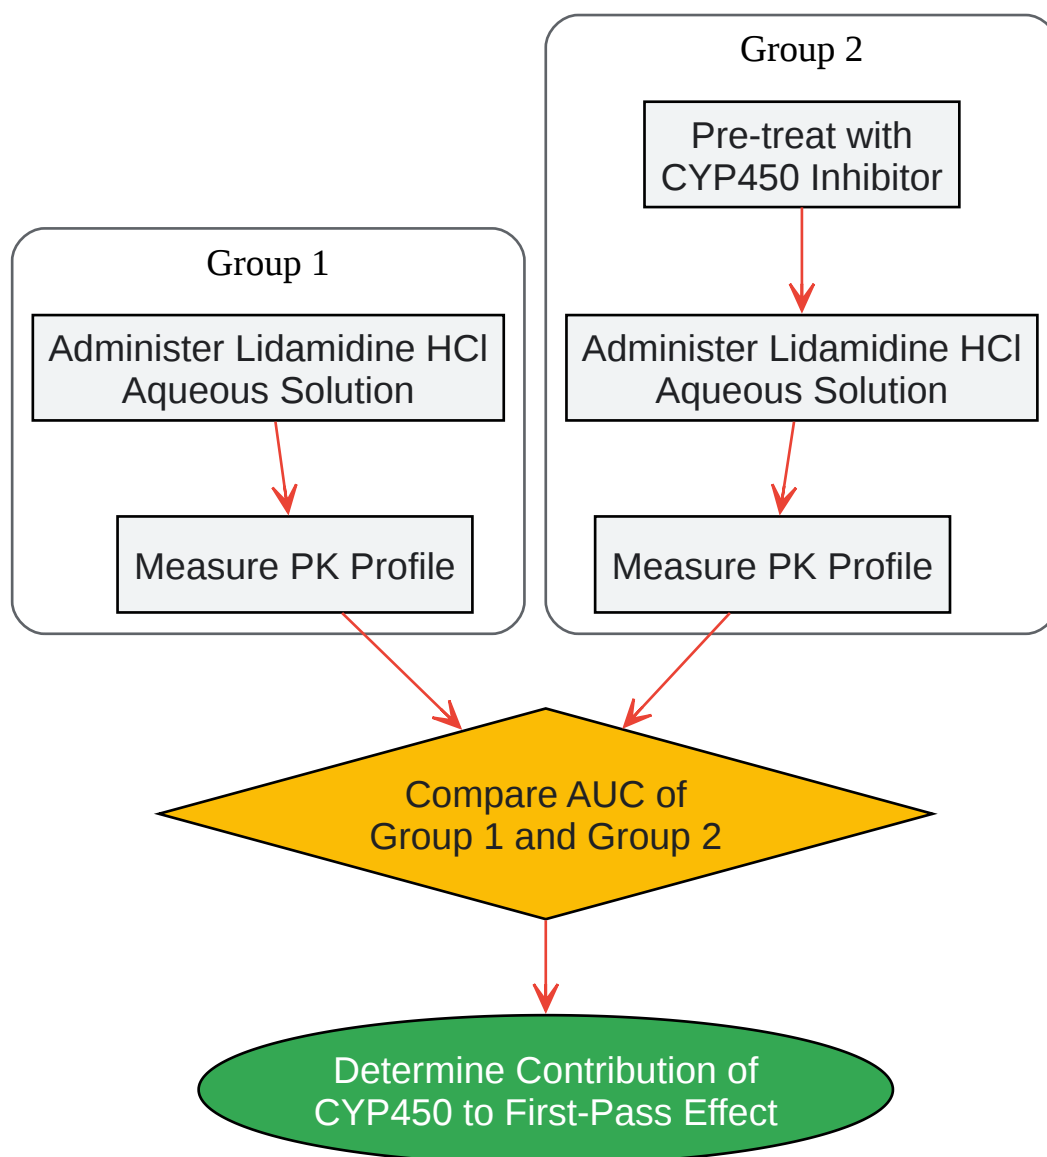 Group 1
Administer Lidamidine HCl
Aqueous Solution
Measure PK Profile
Group 2
Pre-treat with
CYP450 Inhibitor
Administer Lidamidine HCl
Aqueous Solution
Measure PK Profile
Compare AUC of
Group 1 and Group 2
Determine Contribution of
CYP450 to First-Pass Effect